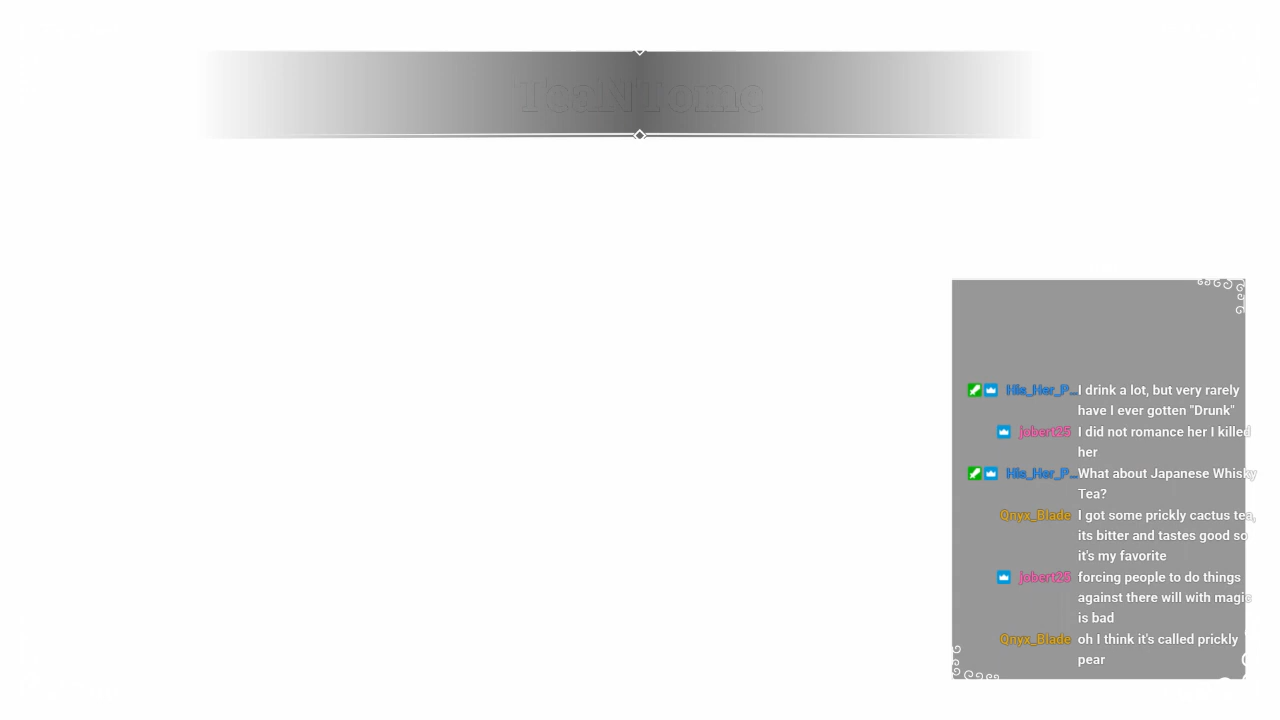 TeaNTome
His_Her_P... I drink a lot, but very rarely
have I ever gotten "Drunk"
jobert25 I did not romance her I killed
her
His_Her_P... What about Japanese Whisky
Tea?
Qnyx_Blade I got some prickly cactus tea,
its bitter and tastes good so
it's my favorite
jobert25 forcing people to do things
against there will with magic
is bad
Qnyx_Blade oh I think it's called prickly
pear